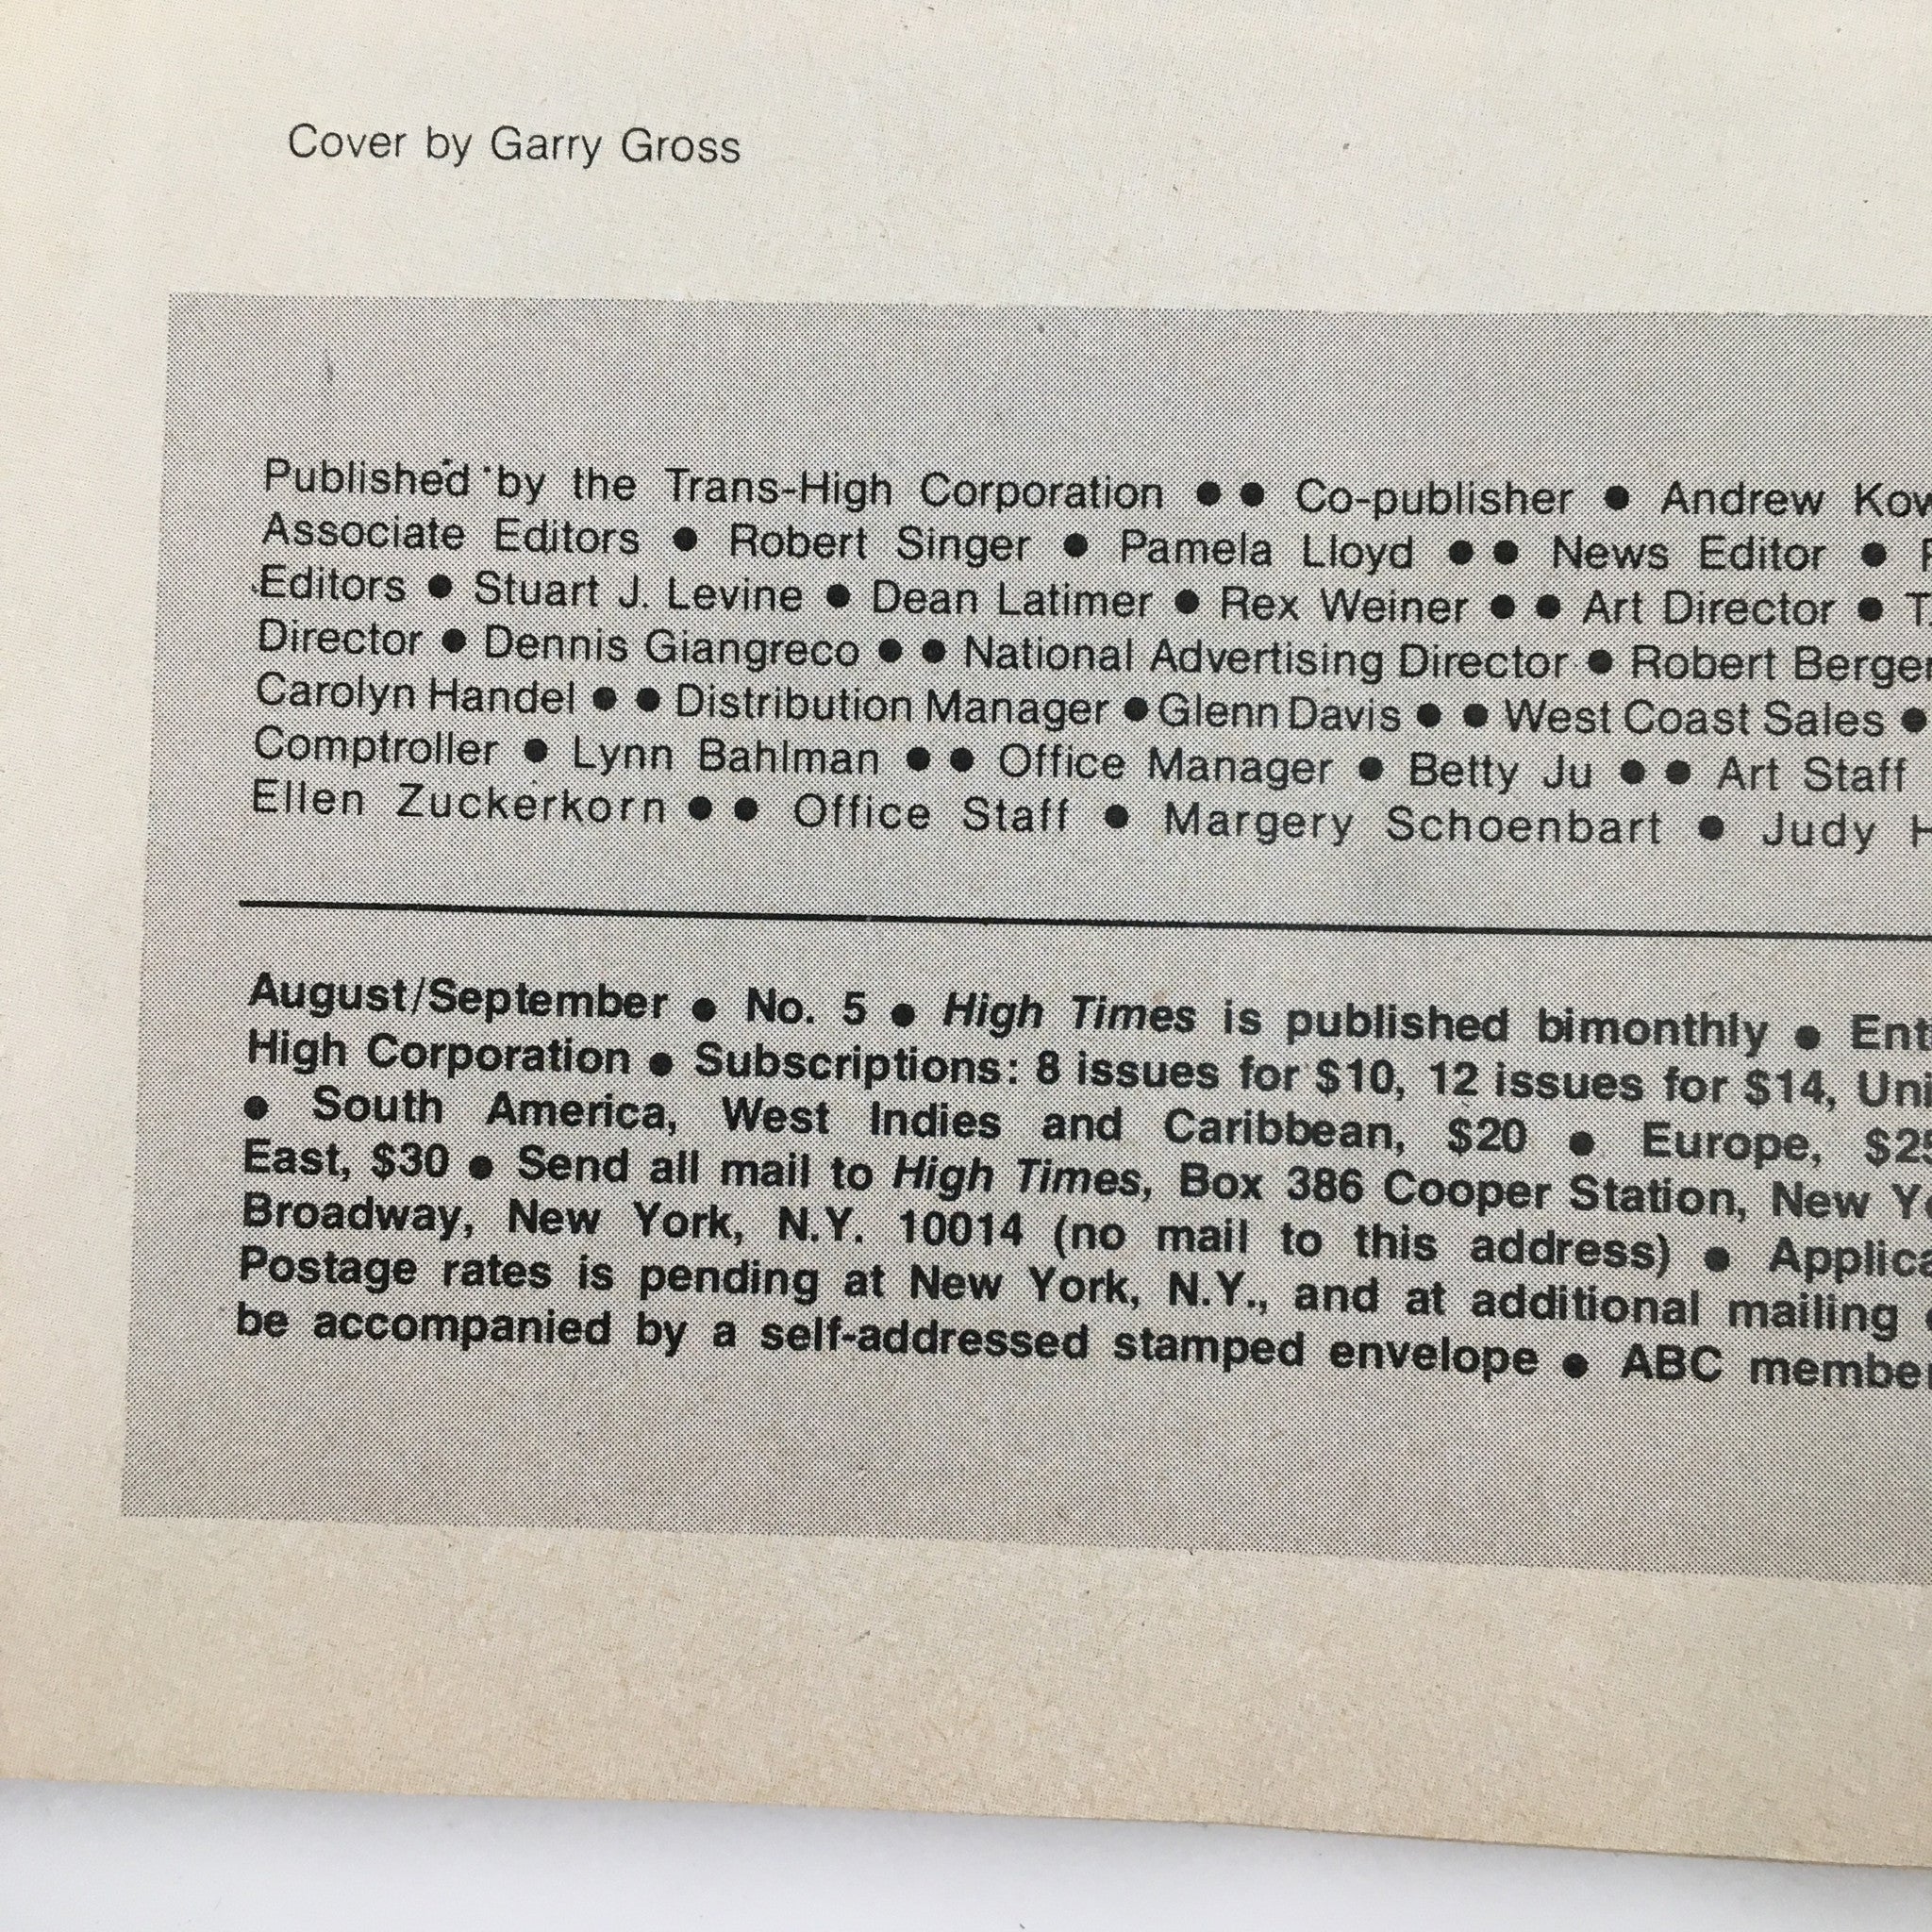 Cover by Garry Gross
Published by the Trans-High Corporation ● ● Co-publisher ● Andrew
Associate Editors ● Robert Singer ● Pamela Lloyd ● ● News Editor ●
Editors ● Stuart J. Levine ● Dean Latimer ● Rex Weiner ● ● Art Director ● T.
Director ● Dennis Giangreco ● ● National Advertising Director ● Robert
Carolyn Handel ● ● Distribution Manager ● Glenn Davis ● ● West Coast Sales ●
Comptroller ● Lynn Bahlman ● ● Office Manager ● Betty Ju ● ● Art Staff
Ellen Zuckerkorn ● ● Office Staff ● Margery Schoenbart ● Judy
August/September ● No. 5 ● High Times is published bimonthly ●
High Corporation ● Subscriptions: 8 issues for $10, 12 issues for $14,
● South America, West Indies and Caribbean, $20 ● Europe,
East, $30 ● Send all mail to High Times, Box 386 Cooper Station, New
Broadway, New York, N.Y. 10014 (no mail to this address) ●
Postage rates is pending at New York, N.Y., and at additional mailing
be accompanied by a self-addressed stamped envelope ● ABC